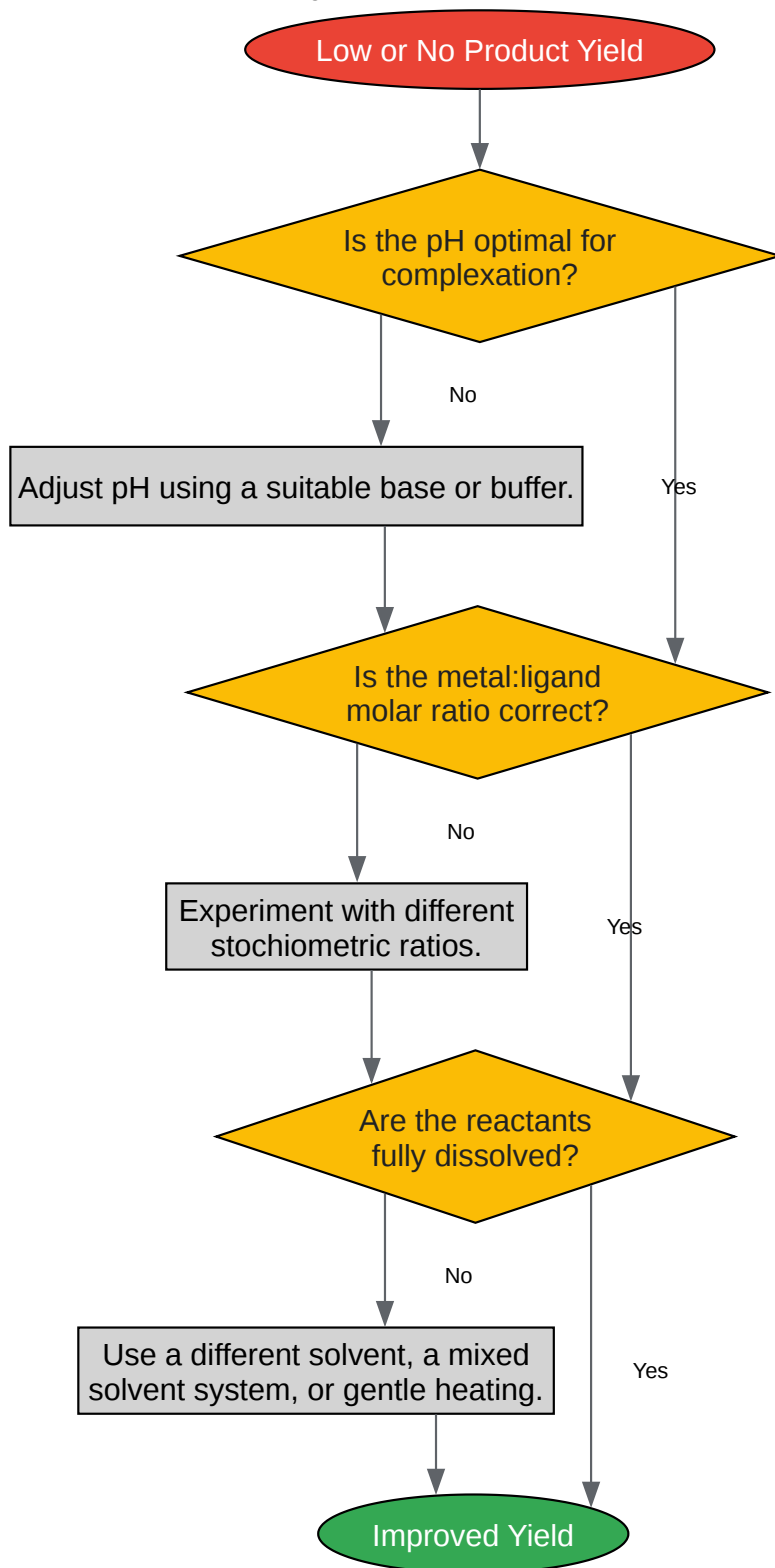 Low or No Product Yield
Is the pH optimal for
complexation?
No
Adjust pH using a suitable base or buffer.
Yes
Is the metal:ligand
molar ratio correct?
No
Experiment with different
stochiometric ratios.
Yes
Are the reactants
fully dissolved?
No
Use a different solvent, a mixed
solvent system, or gentle heating.
Yes
Improved Yield